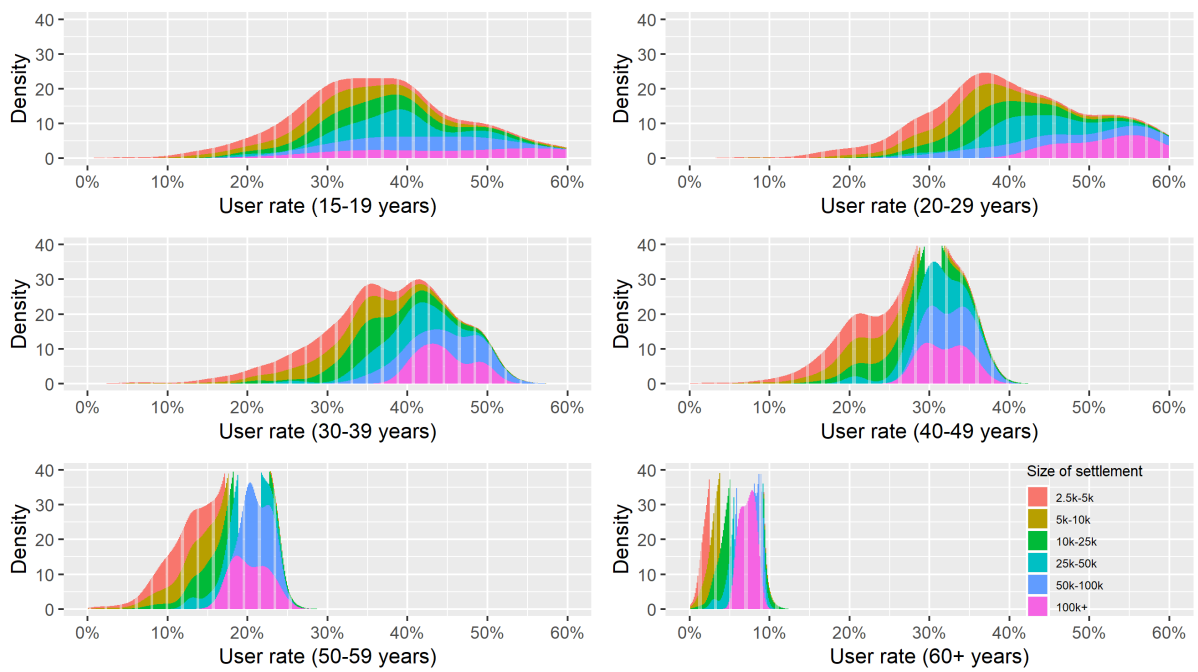 40
30
20
10
0
Density
0% 10% 20% 30% 40% 50% 60%
User rate (15-19 years)
40
30
20
10
0
Density
0% 10% 20% 30% 40% 50% 60%
User rate (20-29 years)
40
30
20
10
0
Density
0% 10% 20% 30% 40% 50% 60%
User rate (30-39 years)
40
30
20
10
0
Density
0% 10% 20% 30% 40% 50% 60%
User rate (40-49 years)
40
30
20
10
0
Density
0% 10% 20% 30% 40% 50% 60%
User rate (50-59 years)
40
30
20
10
0
Density
Size of settlement
2.5k-5k
5k-10k
10k-25k
25k-50k
50k-100k
100k+
0% 10% 20% 30% 40% 50% 60%
User rate (60+ years)